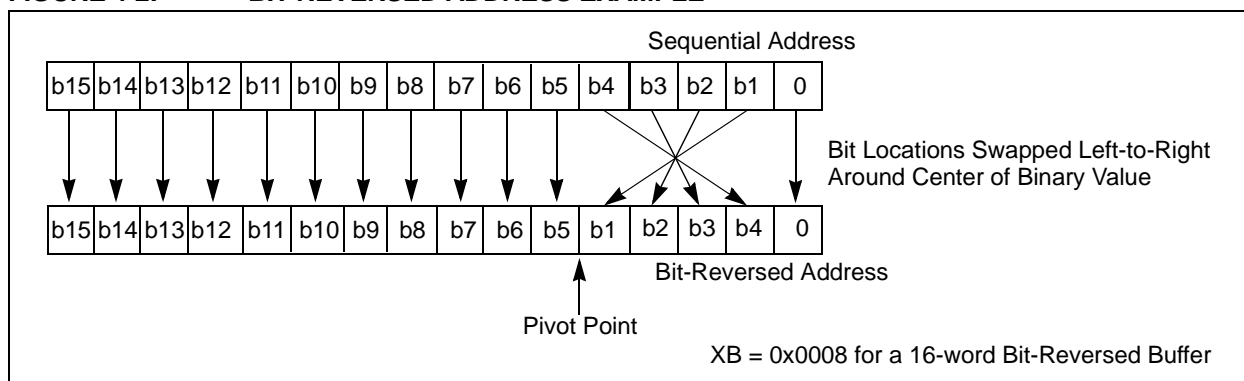 Sequential Address
b15 b14 b13 b12 b11 b10 b9 b8 b7 b6 b5 b4 b3 b2 b1 0
Bit Locations Swapped Left-to-Right
Around Center of Binary Value
b15 b14 b13 b12 b11 b10 b9 b8 b7 b6 b5 b1 b2 b3 b4 0
Bit-Reversed Address
Pivot Point
XB = 0x0008 for a 16-word Bit-Reversed Buffer